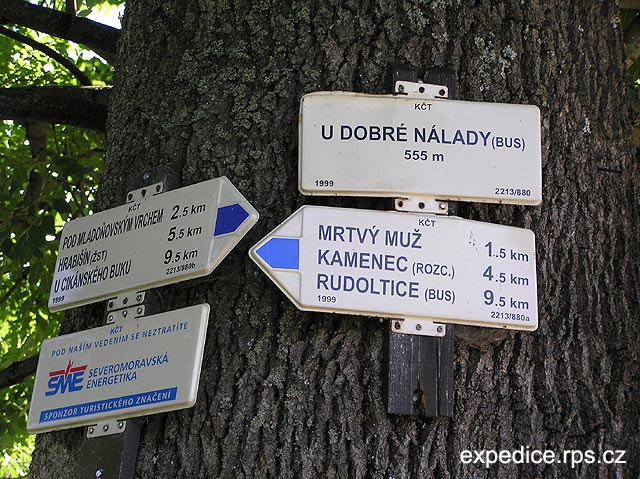 KČT
U DOBRÉ NÁLADY (BUS)
555 m
1999 2213/880
KČT
MRTVÝ MUŽ 1.5 km
KAMENEC (ROZC.) 4.5 km
RUDOLTICE (BUS) 9.5 km
1999 2213/880a
KČT
POD MLADOŇOVSKÝM VRCHEM 2.5 km
HRABIŠÍN (ŽST) 5.5 km
U CIKÁNSKÉHO BUKU 9.5 km
1999 2213/880b
KČT
POD NAŠÍM VEDENÍM SE NEZTRATÍTE
SME SEVEROMORAVSKÁ
ENERGETIKA
SPONZOR TURISTICKÉHO ZNAČENÍ
expedice.rps.cz